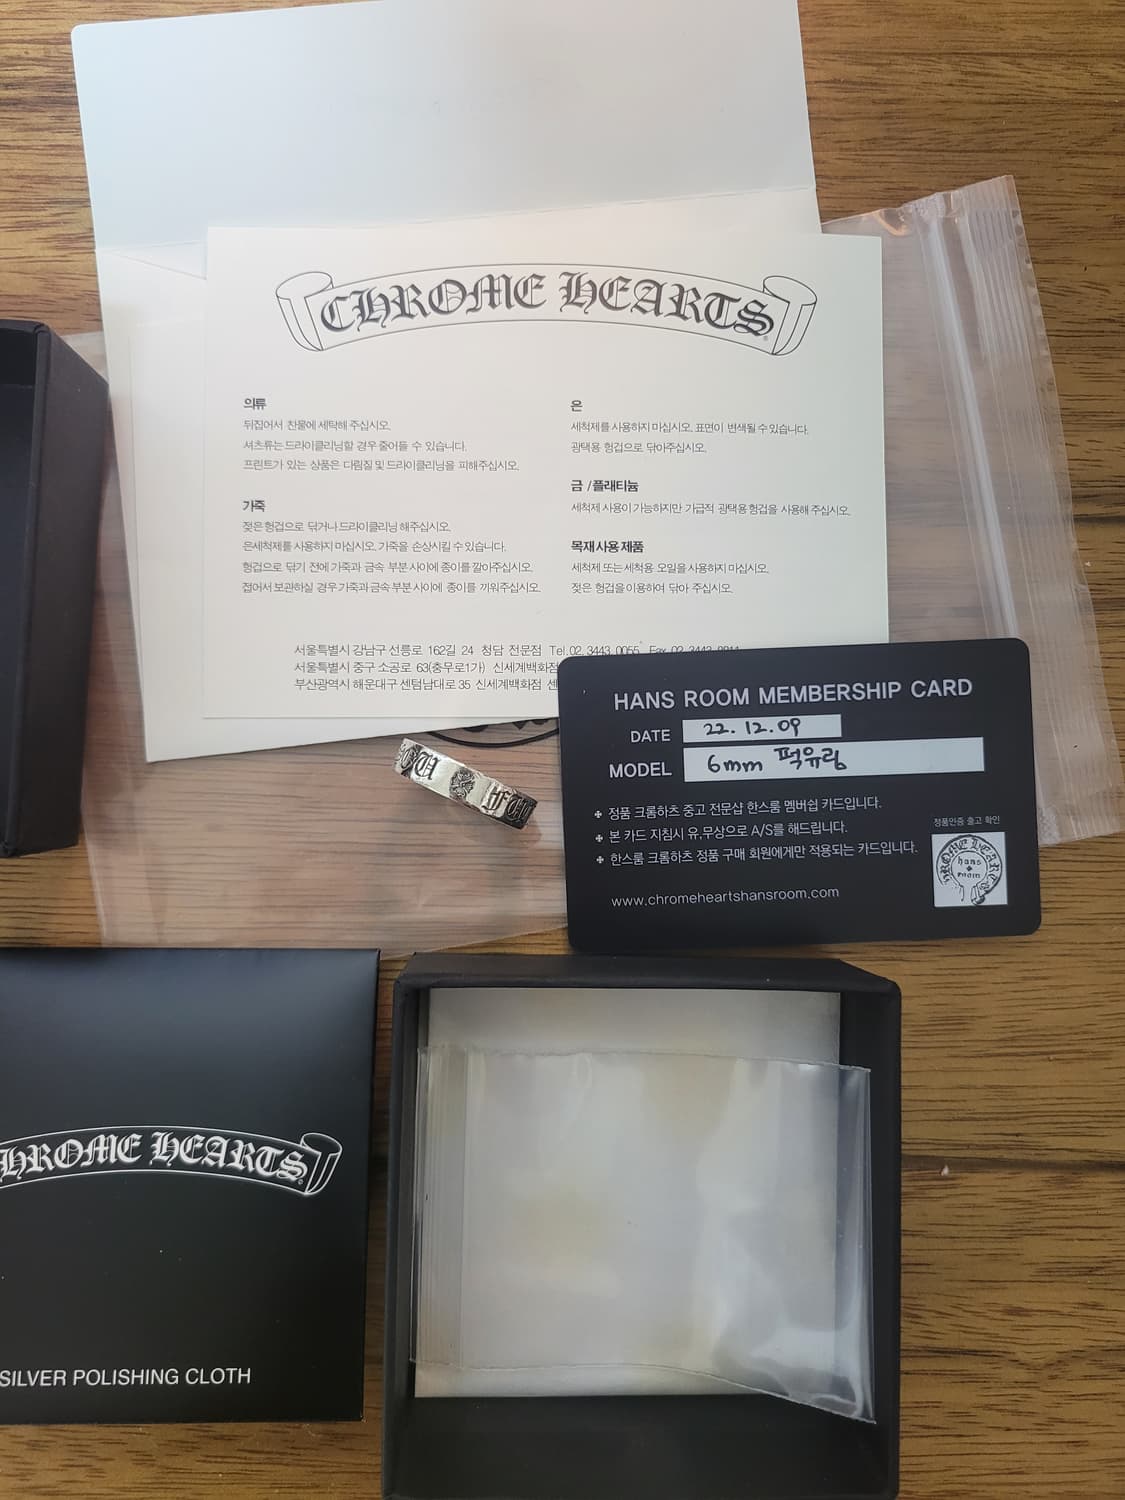 CHROME HEARTS
의류
뒤집어서 찬물에 세탁해 주십시오.
셔츠류는 드라이클리닝할 경우 줄어들 수 있습니다.
프린트가 있는 상품은 다림질 및 드라이클리닝을 피해주십시오.
가죽
젖은 헝겊으로 닦거나 드라이클리닝 해주십시오.
은세척제를 사용하지 마십시오. 가죽을 손상시킬 수 있습니다.
헝겊으로 닦기 전에 가죽과 금속 부분 사이에 종이를 깔아주십시오.
접어서 보관하실 경우 가죽과 금속 부분 사이에 종이를 끼워주십시오.
은
세척제를 사용하지 마십시오. 표면이 변색될 수 있습니다.
광택용 헝겊으로 닦아주십시오.
금 / 플래티늄
세척제 사용이 가능하지만 가급적 광택용 헝겊을 사용해 주십시오.
목재 사용 제품
세척제 또는 세척용 오일을 사용하지 마십시오.
젖은 헝겊을 이용하여 닦아 주십시오.
서울특별시 강남구 선릉로 162길 24 청담 전문점 Tel.02. 3443. 0055 Fax. 02. 3443
서울특별시 중구 소공로 63(충무로1가) 신세계백화점
부산광역시 해운대구 센텀남대로 35 신세계백화점 센
OU FU
HANS ROOM MEMBERSHIP CARD
DATE 22.12.09
MODEL 6mm 퍽유링
정품 크롬하츠 중고 전문샵 한스룸 멤버쉽 카드입니다.
본 카드 지침시 유,무상으로 A/S를 해드립니다.
한스룸 크롬하츠 정품 구매 회원에게만 적용되는 카드입니다.
www.chromeheartshansroom.com
정품인증 출고 확인
hans
room
HROME HEARTS
SILVER POLISHING CLOTH